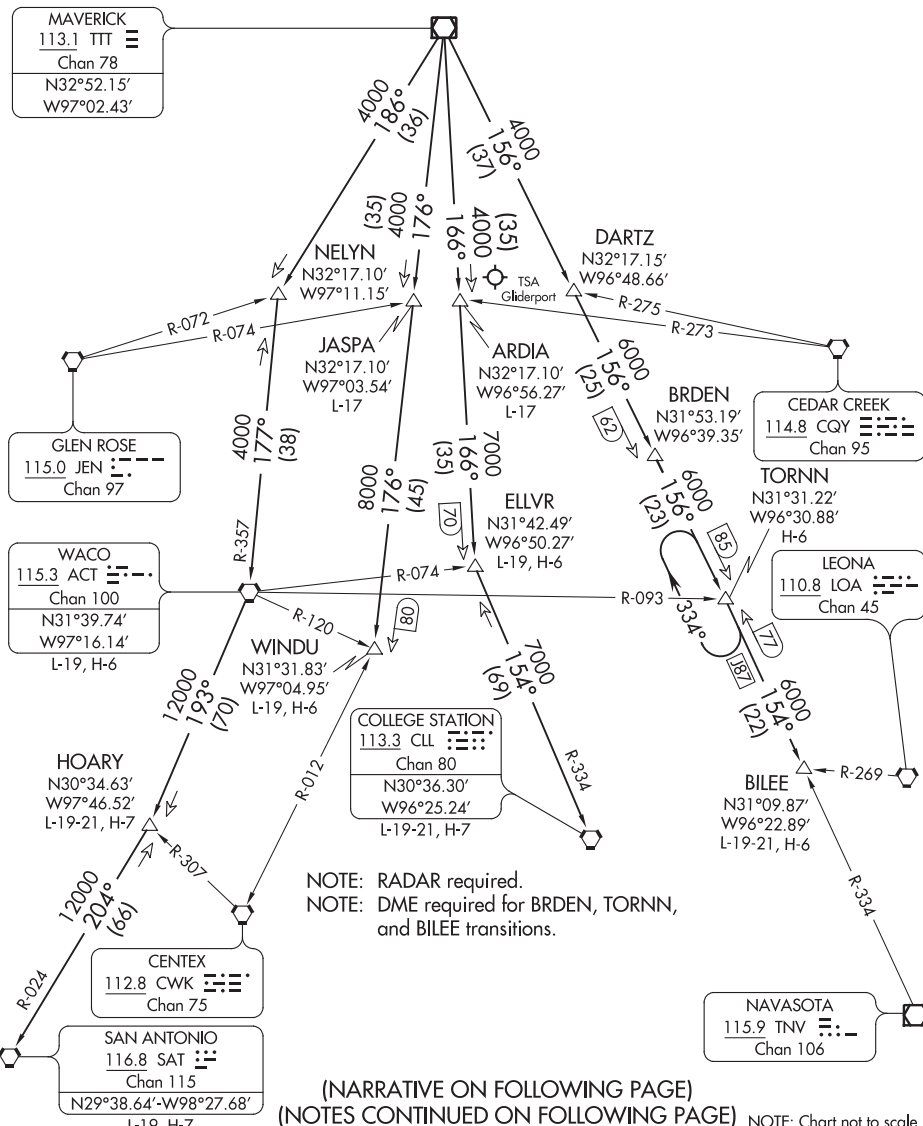 MAVERICK
113.1 TTT
Chan 78
N32°52.15′
W97°02.43′
4000
186°
(36)
(35)
4000
176°
(35)
4000
166°
4000
156°
(37)
NELYN
N32°17.10′
W97°11.15′
TSA
Gliderport
DARTZ
N32°17.15′
W96°48.66′
R-072
R-074
R-275
R-273
JASPA
N32°17.10′
W97°03.54′
L-17
ARDIA
N32°17.10′
W96°56.27′
L-17
6000
156°
(25)
62
BRDEN
N31°53.19′
W96°39.35′
CEDAR CREEK
114.8 CQY
Chan 95
GLEN ROSE
115.0 JEN
Chan 97
4000
177°
(38)
R-357
8000
176°
(45)
7000
166°
(35)
70
ELLVR
N31°42.49′
W96°50.27′
L-19, H-6
6000
156°
(23)
85
TORNN
N31°31.22′
W96°30.88′
H-6
WACO
115.3 ACT
Chan 100
N31°39.74′
W97°16.14′
L-19, H-6
R-074
R-093
R-120
80
WINDU
N31°31.83′
W97°04.95′
L-19, H-6
334°
77
J87
LEONA
110.8 LOA
Chan 45
12000
193°
(70)
7000
154°
(69)
6000
154°
(22)
COLLEGE STATION
113.3 CLL
Chan 80
N30°36.30′
W96°25.24′
L-19-21, H-7
R-334
HOARY
N30°34.63′
W97°46.52′
L-19-21, H-7
R-012
R-307
BILEE
N31°09.87′
W96°22.89′
L-19-21, H-6
R-269
R-334
12000
204°
(66)
R-024
NOTE: RADAR required.
NOTE: DME required for BRDEN, TORNN,
and BILEE transitions.
CENTEX
112.8 CWK
Chan 75
NAVASOTA
115.9 TNV
Chan 106
SAN ANTONIO
116.8 SAT
Chan 115
N29°38.64′-W98°27.68′
L-19, H-7
(NARRATIVE ON FOLLOWING PAGE)
(NOTES CONTINUED ON FOLLOWING PAGE)
NOTE: Chart not to scale